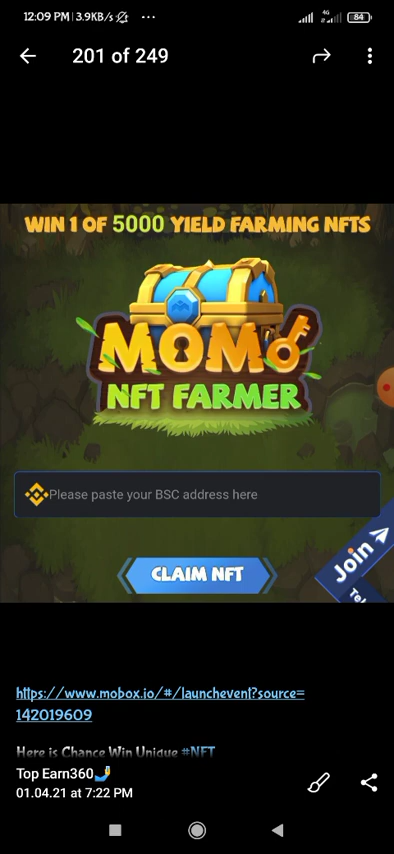 12:09 PM | 3.9KB/s
4G
84
201 of 249
WIN 1 OF 5000 YIELD FARMING NFTS
MOMO
NFT FARMER
Please paste your BSC address here
Join
Tel
CLAIM NFT
https://www.mobox.io/#/launchevent?source=
142019609
Here is Chance Win Unique #NFT
Top Earn360
01.04.21 at 7:22 PM